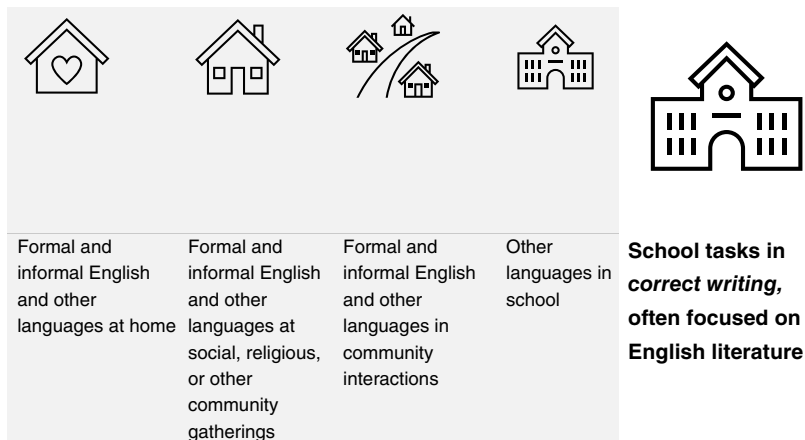 Formal and
informal English
and other
languages at home
Formal and
informal English
and other
languages at
social, religious,
or other
community
gatherings
Formal and
informal English
and other
languages in
community
interactions
Other
languages in
school
School tasks in
correct writing,
often focused on
English literature